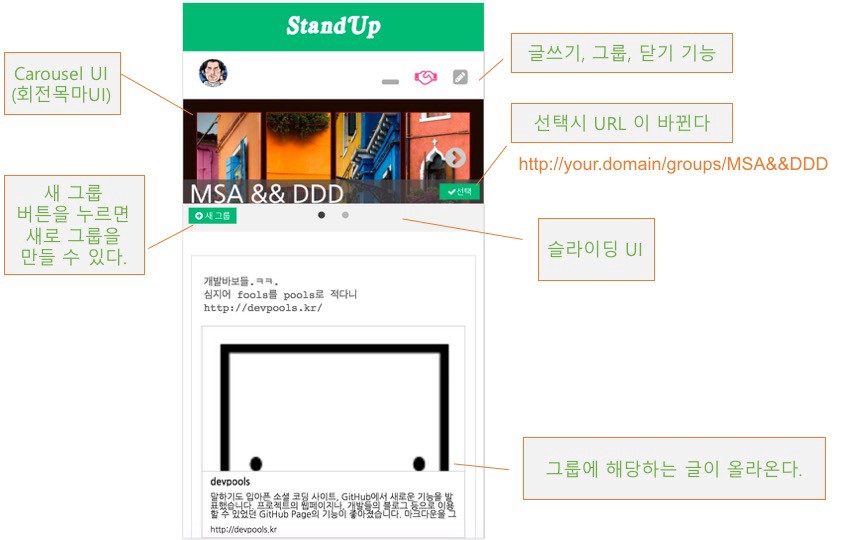 StandUp
글쓰기, 그룹, 닫기 기능
Carousel UI
(회전목마UI)
선택시 URL 이 바뀐다
http://your.domain/groups/MSA&&DDD
MSA && DDD
선택
새 그룹
새 그룹
버튼을 누르면
새로 그룹을
만들 수 있다.
슬라이딩 UI
개발바보들.ㅋㅋ.
심지어 fools를 pools로 적다니
http://devpools.kr/
그룹에 해당하는 글이 올라온다.
devpools
말하기도 입아픈 소셜 코딩 사이트, GitHub에서 새로운 기능을 발
표했습니다. 프로젝트의 웹페이지나, 개발들의 블로그 등으로 이용
할 수 있었던 GitHub Page의 기능이 좋아졌습니다. 마크다운을 그
http://devpools.kr